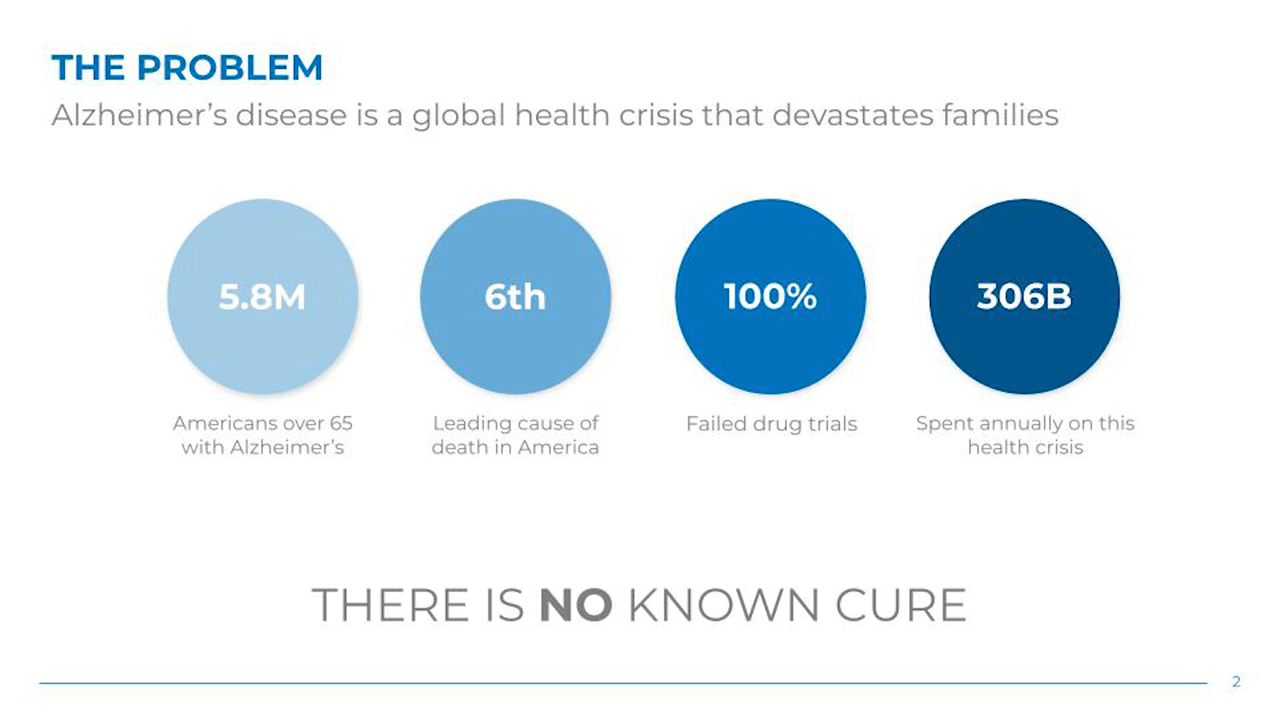 THE PROBLEM
Alzheimer’s disease is a global health crisis that devastates families
5.8M
Americans over 65
with Alzheimer’s
6th
Leading cause of
death in America
100%
Failed drug trials
306B
Spent annually on this
health crisis
THERE IS NO KNOWN CURE
2